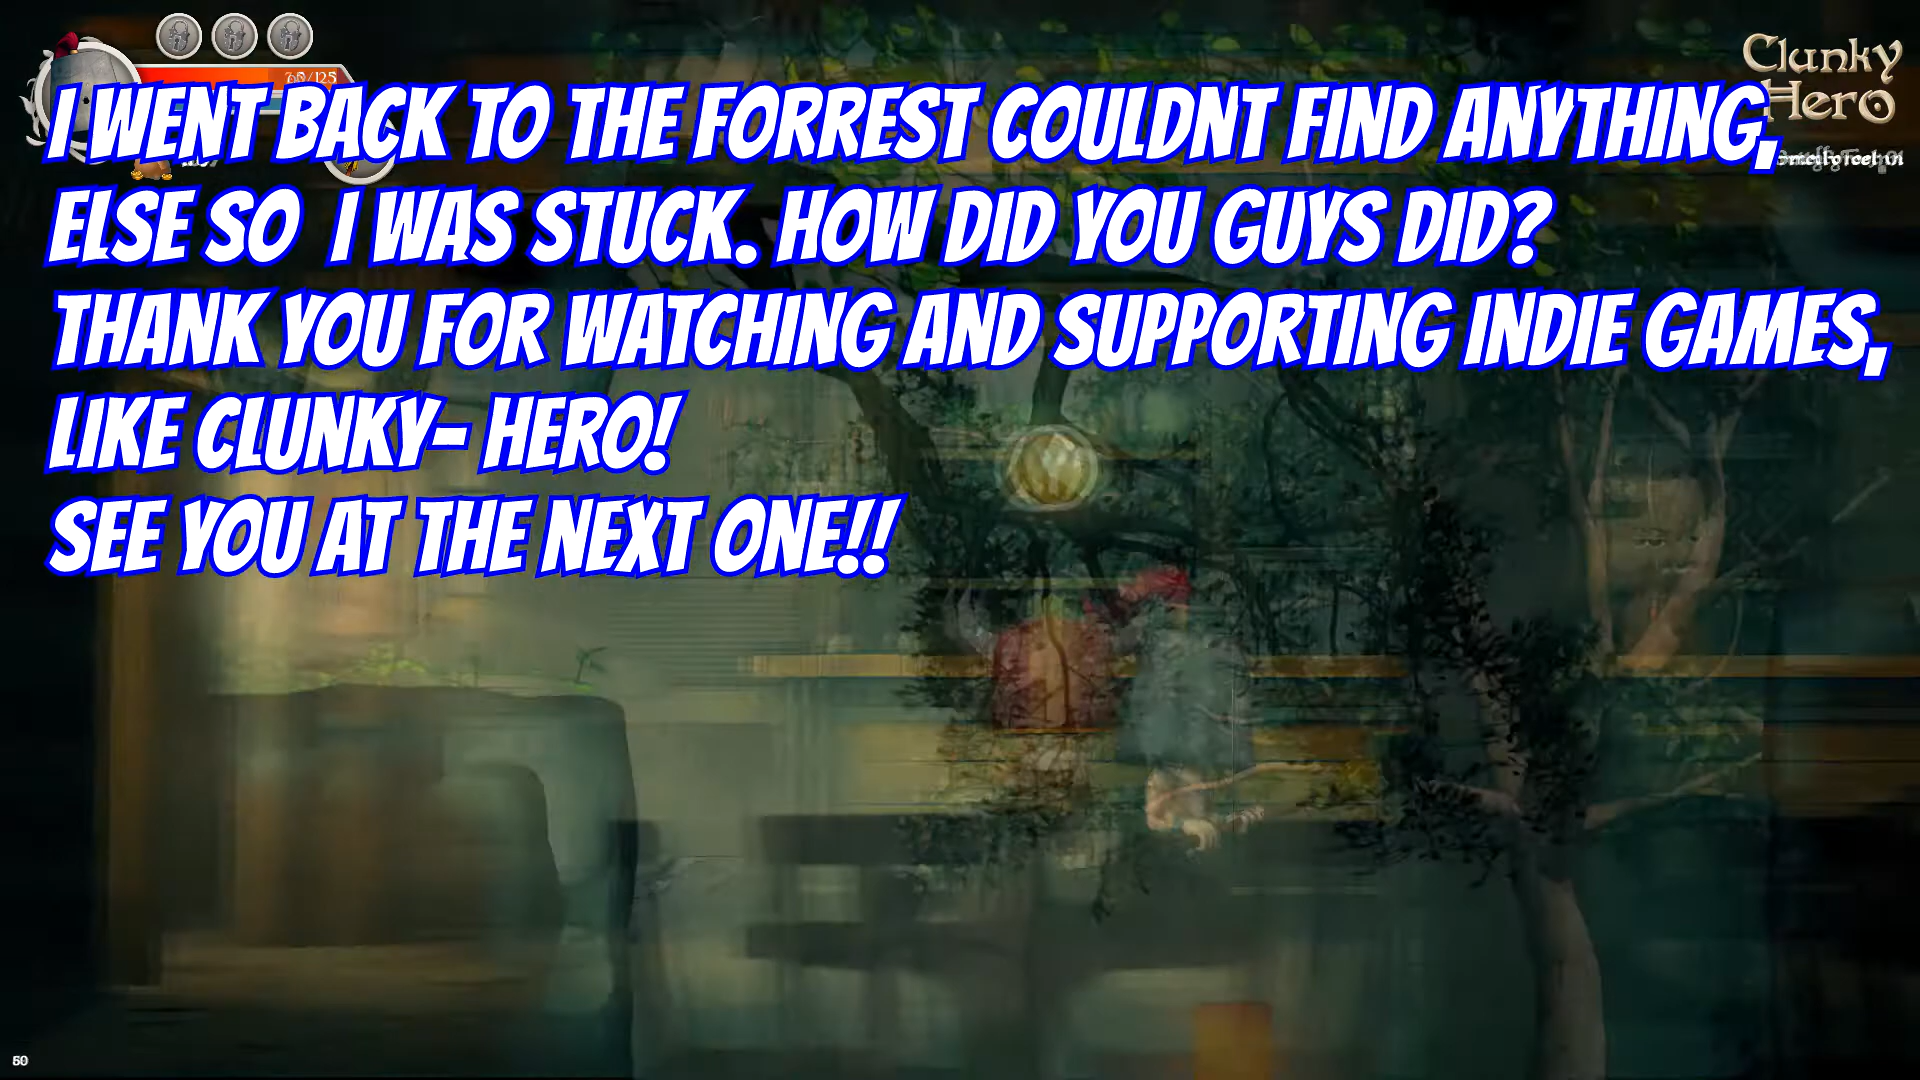 Clunky
Hero
I WENT BACK TO THE FORREST COULDNT FIND ANYTHING,
ELSE SO I WAS STUCK. HOW DID YOU GUYS DID?
THANK YOU FOR WATCHING AND SUPPORTING INDIE GAMES,
LIKE CLUNKY- HERO!
SEE YOU AT THE NEXT ONE!!